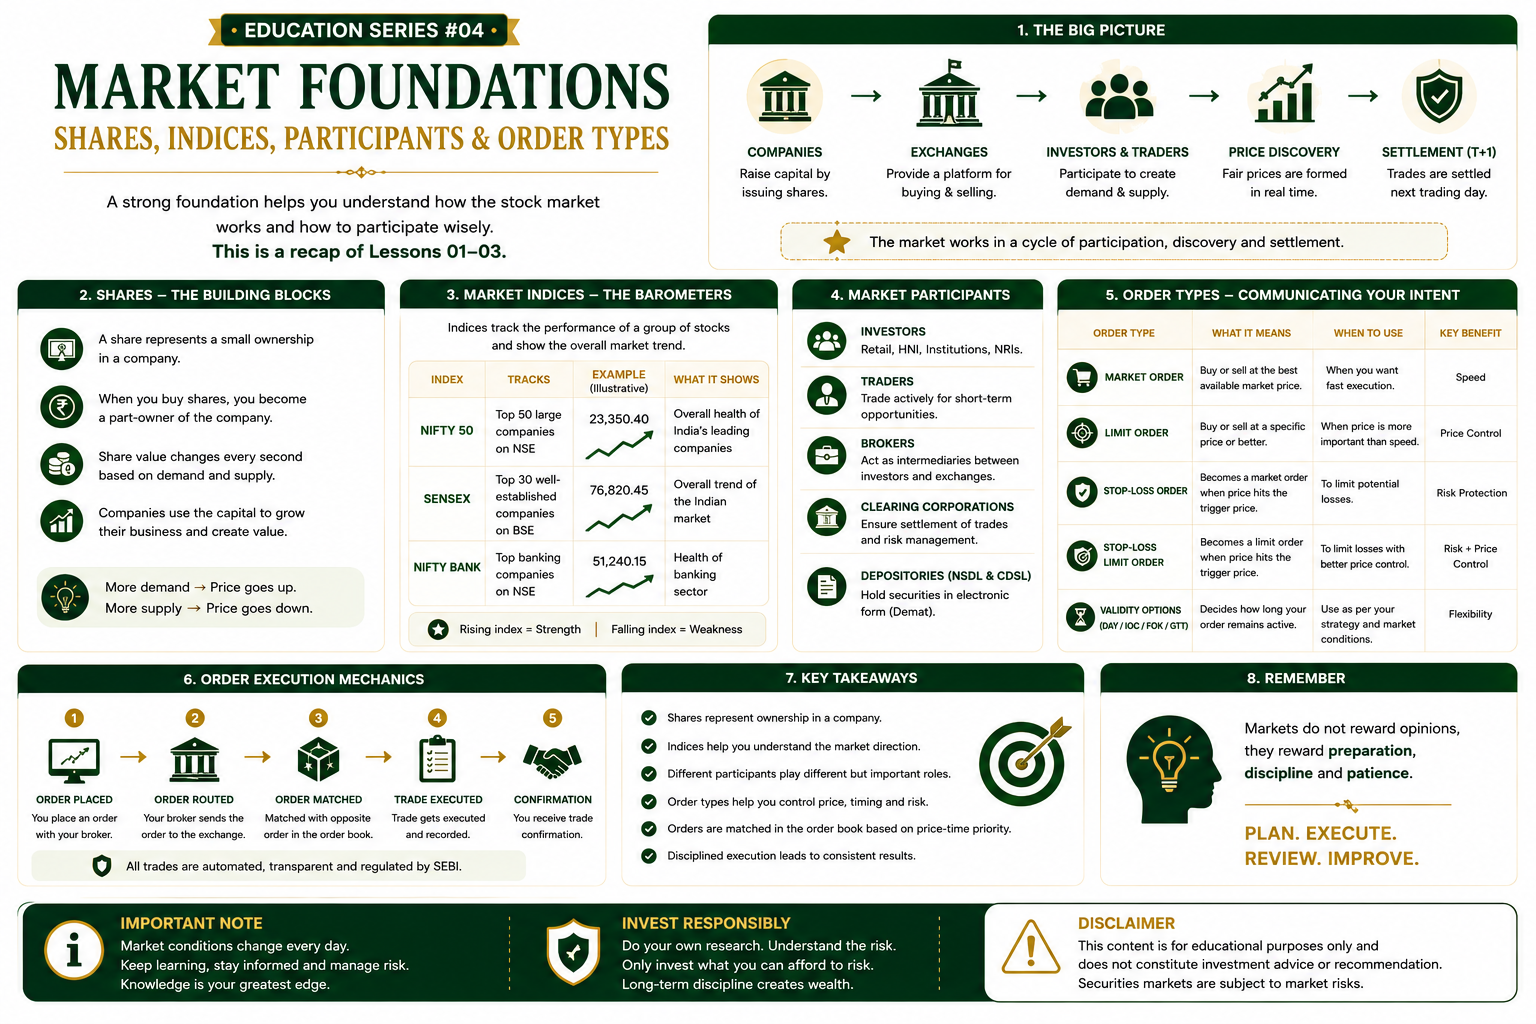 • EDUCATION SERIES #04 •
MARKET FOUNDATIONS
SHARES, INDICES, PARTICIPANTS & ORDER TYPES
A strong foundation helps you understand how the stock market
works and how to participate wisely.
This is a recap of Lessons 01–03.
1. THE BIG PICTURE
COMPANIES
Raise capital by
issuing shares.
EXCHANGES
Provide a platform for
buying & selling.
INVESTORS & TRADERS
Participate to create
demand & supply.
PRICE DISCOVERY
Fair prices are formed
in real time.
SETTLEMENT (T+1)
Trades are settled
next trading day.
The market works in a cycle of participation, discovery and settlement.
2. SHARES – THE BUILDING BLOCKS
A share represents a small ownership
in a company.
₹
When you buy shares, you become
a part-owner of the company.
Share value changes every second
based on demand and supply.
Companies use the capital to grow
their business and create value.
More demand → Price goes up.
More supply → Price goes down.
3. MARKET INDICES – THE BAROMETERS
Indices track the performance of a group of stocks
and show the overall market trend.
INDEX
TRACKS
EXAMPLE
(Illustrative)
WHAT IT SHOWS
NIFTY 50
Top 50 large
companies
on NSE
23,350.40
Overall health of
India's leading
companies
SENSEX
Top 30 well-
established
companies
on BSE
76,820.45
Overall trend of
the Indian
market
NIFTY BANK
Top banking
companies
on NSE
51,240.15
Health of
banking
sector
Rising index = Strength | Falling index = Weakness
4. MARKET PARTICIPANTS
INVESTORS
Retail, HNI, Institutions, NRIs.
TRADERS
Trade actively for short-term
opportunities.
BROKERS
Act as intermediaries between
investors and exchanges.
CLEARING CORPORATIONS
Ensure settlement of trades
and risk management.
DEPOSITORIES (NSDL & CDSL)
Hold securities in electronic
form (Demat).
5. ORDER TYPES – COMMUNICATING YOUR INTENT
ORDER TYPE
WHAT IT MEANS
WHEN TO USE
KEY BENEFIT
MARKET ORDER
Buy or sell at the best
available market price.
When you want
fast execution.
Speed
LIMIT ORDER
Buy or sell at a specific
price or better.
When price is more
important than speed.
Price Control
STOP-LOSS ORDER
Becomes a market order
when price hits the
trigger price.
To limit potential
losses.
Risk Protection
STOP-LOSS
LIMIT ORDER
Becomes a limit order
when price hits the
trigger price.
To limit losses with
better price control.
Risk + Price
Control
VALIDITY OPTIONS
(DAY / IOC / FOK / GTT)
Decides how long your
order remains active.
Use as per your
strategy and market
conditions.
Flexibility
6. ORDER EXECUTION MECHANICS
1
ORDER PLACED
You place an order
with your broker.
2
ORDER ROUTED
Your broker sends the
order to the exchange.
3
ORDER MATCHED
Matched with opposite
order in the order book.
4
TRADE EXECUTED
Trade gets executed
and recorded.
5
CONFIRMATION
You receive trade
confirmation.
All trades are automated, transparent and regulated by SEBI.
7. KEY TAKEAWAYS
Shares represent ownership in a company.
Indices help you understand the market direction.
Different participants play different but important roles.
Order types help you control price, timing and risk.
Orders are matched in the order book based on price-time priority.
Disciplined execution leads to consistent results.
8. REMEMBER
Markets do not reward opinions,
they reward preparation,
discipline and patience.
PLAN. EXECUTE.
REVIEW. IMPROVE.
i
IMPORTANT NOTE
Market conditions change every day.
Keep learning, stay informed and manage risk.
Knowledge is your greatest edge.
INVEST RESPONSIBLY
Do your own research. Understand the risk.
Only invest what you can afford to risk.
Long-term discipline creates wealth.
!
DISCLAIMER
This content is for educational purposes only and
does not constitute investment advice or recommendation.
Securities markets are subject to market risks.